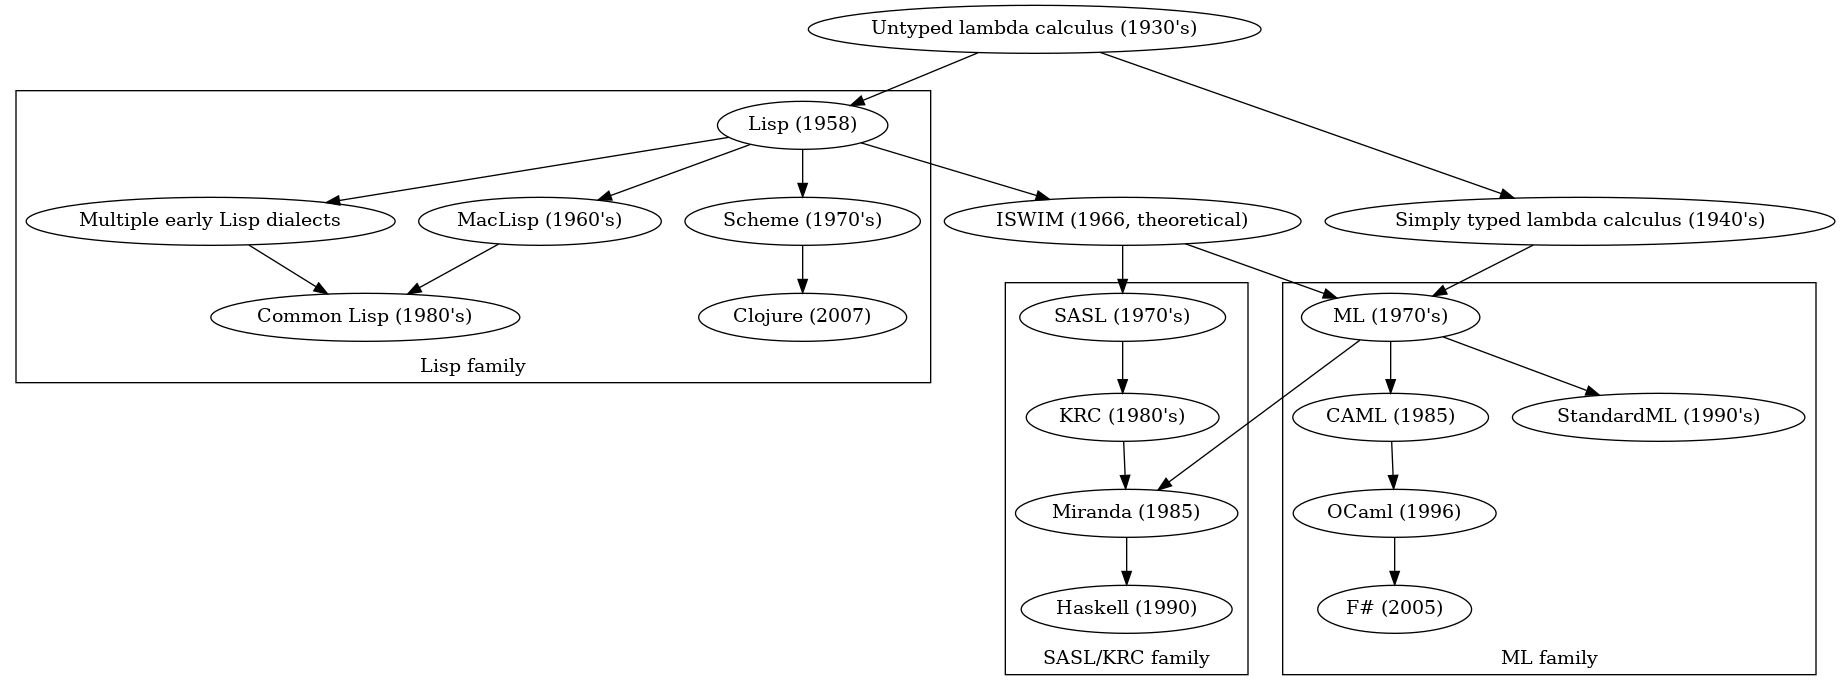 Untyped lambda calculus (1930's)
Lisp (1958)
Multiple early Lisp dialects
MacLisp (1960's)
Scheme (1970's)
ISWIM (1966, theoretical)
Simply typed lambda calculus (1940's)
Common Lisp (1980's)
Clojure (2007)
SASL (1970's)
ML (1970's)
Lisp family
KRC (1980's)
CAML (1985)
StandardML (1990's)
Miranda (1985)
OCaml (1996)
Haskell (1990)
F# (2005)
SASL/KRC family
ML family